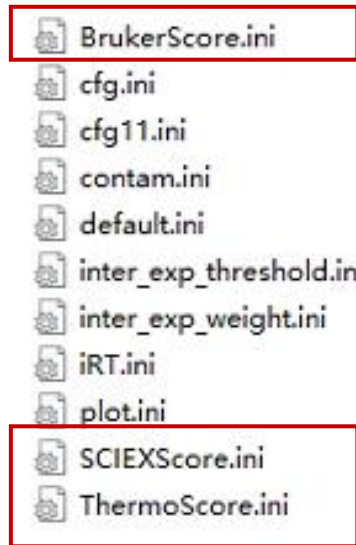 BrukerScore.ini
cfg.ini
cfg11.ini
contam.ini
default.ini
inter_exp_threshold.in
inter_exp_weight.ini
iRT.ini
plot.ini
SCIEXScore.ini
ThermoScore.ini